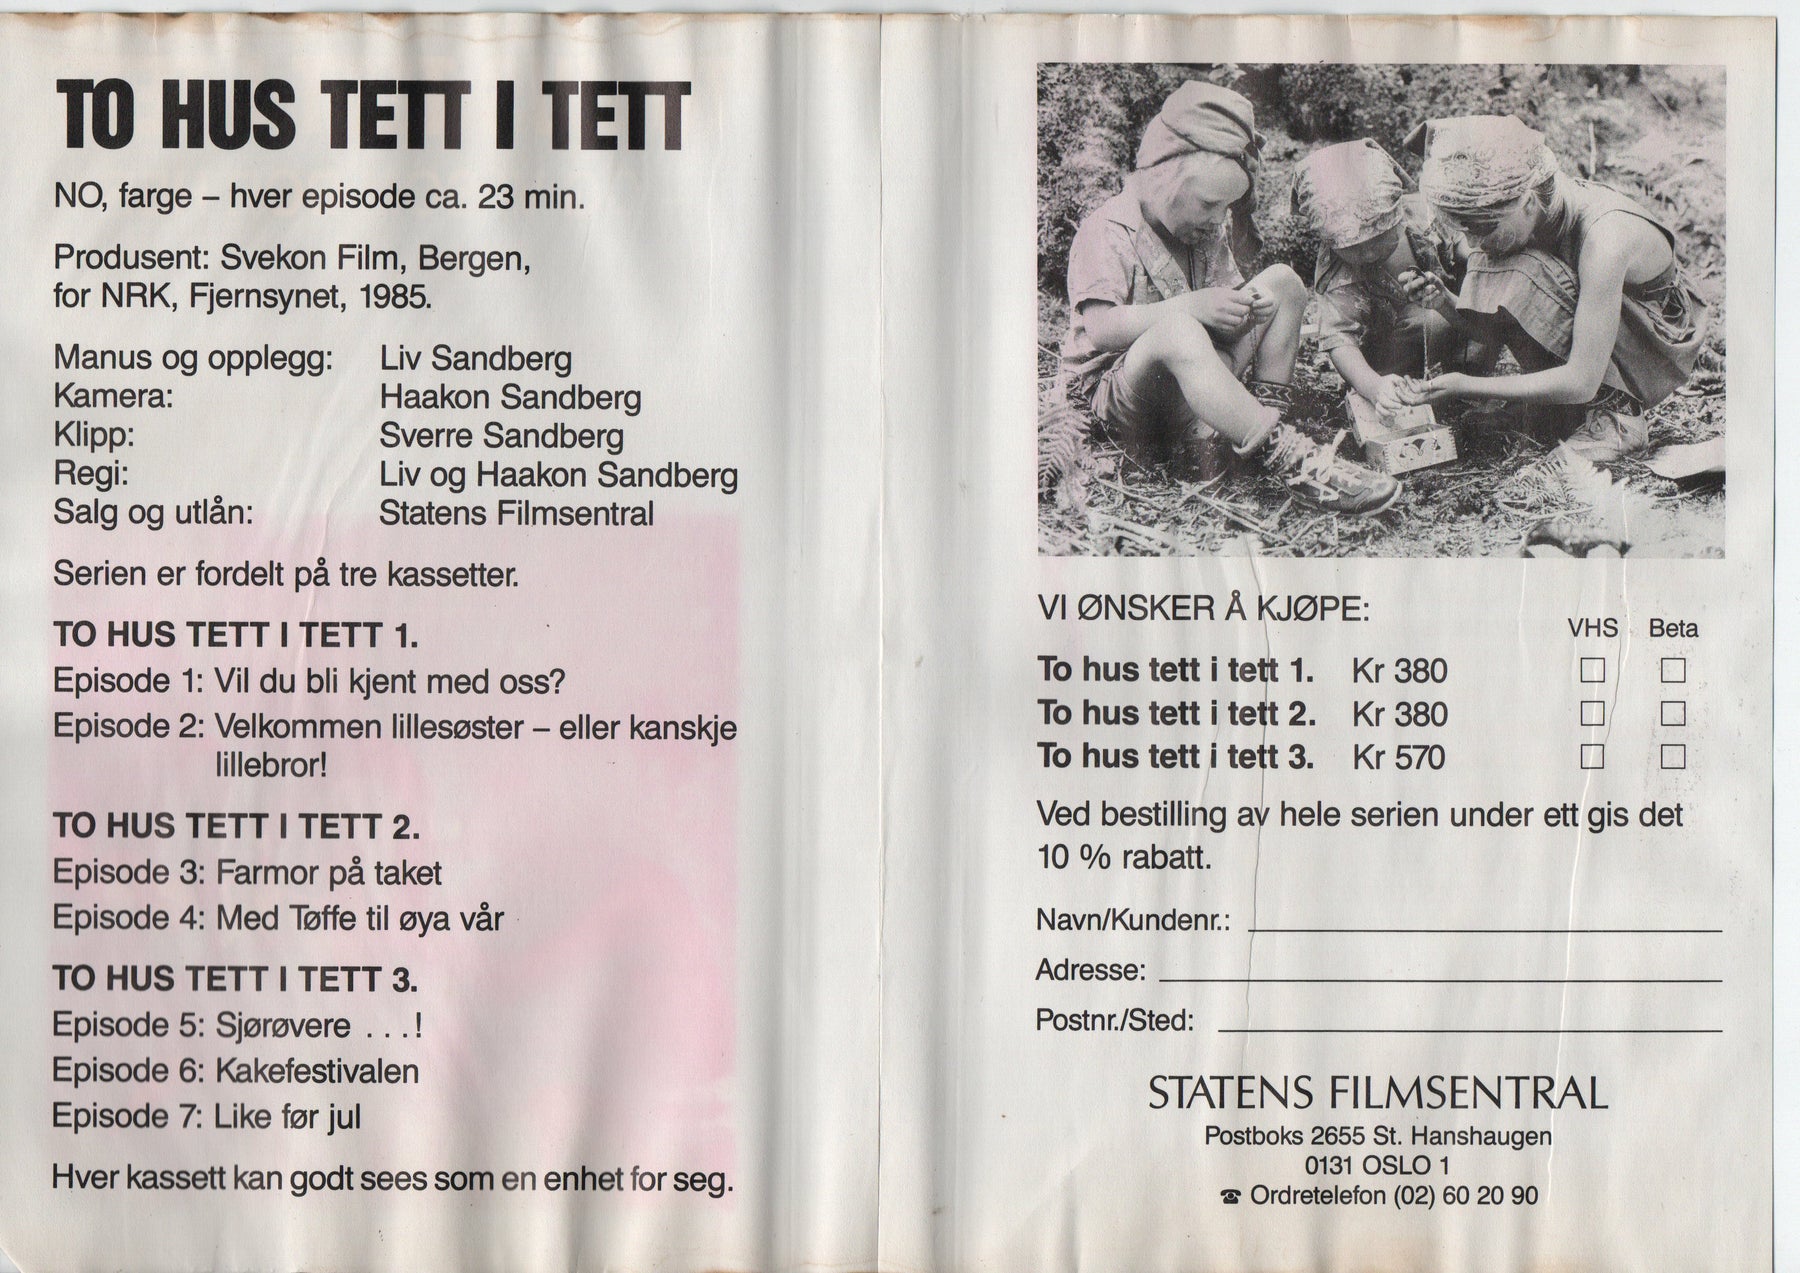 TO HUS TETT I TETT
NO, farge – hver episode ca. 23 min.
Produsent: Svekon Film, Bergen,
for NRK, Fjernsynet, 1985.
Manus og opplegg: Liv Sandberg
Kamera: Haakon Sandberg
Klipp: Sverre Sandberg
Regi: Liv og Haakon Sandberg
Salg og utlån: Statens Filmsentral
Serien er fordelt på tre kassetter.
TO HUS TETT I TETT 1.
Episode 1: Vil du bli kjent med oss?
Episode 2: Velkommen lillesøster – eller kanskje
lillebror!
TO HUS TETT I TETT 2.
Episode 3: Farmor på taket
Episode 4: Med Tøffe til øya vår
TO HUS TETT I TETT 3.
Episode 5: Sjørøvere . . .!
Episode 6: Kakefestivalen
Episode 7: Like før jul
Hver kassett kan godt sees som en enhet for seg.
VI ØNSKER Å KJØPE:
VHS Beta
To hus tett i tett 1. Kr 380 ☐ ☐
To hus tett i tett 2. Kr 380 ☐ ☐
To hus tett i tett 3. Kr 570 ☐ ☐
Ved bestilling av hele serien under ett gis det
10 % rabatt.
Navn/Kundenr.:
Adresse:
Postnr./Sted:
STATENS FILMSENTRAL
Postboks 2655 St. Hanshaugen
0131 OSLO 1
☎ Ordretelefon (02) 60 20 90